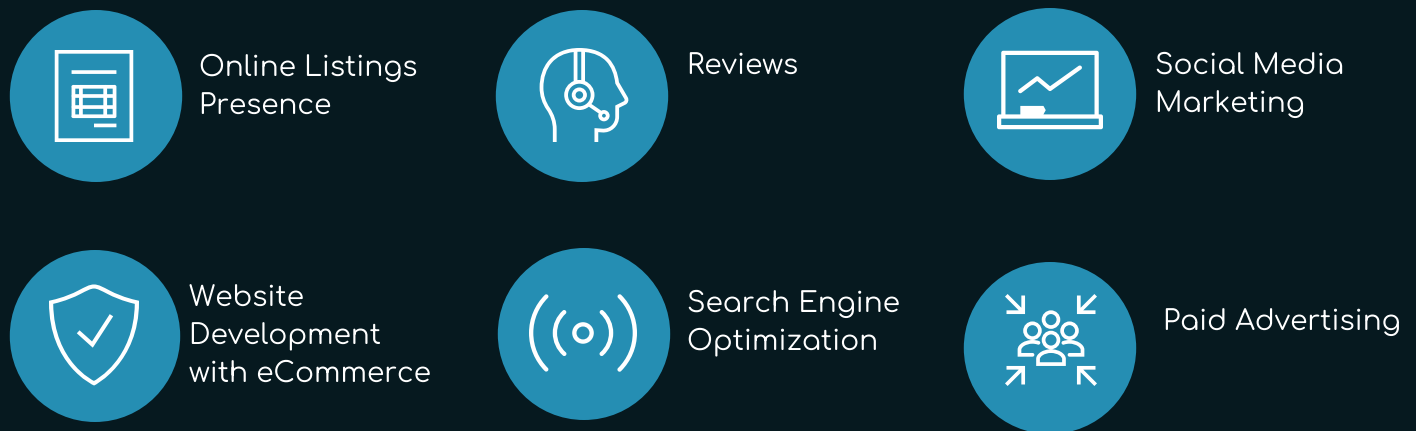 Online Listings
Presence
Reviews
Social Media
Marketing
Website
Development
with eCommerce
Search Engine
Optimization
Paid Advertising